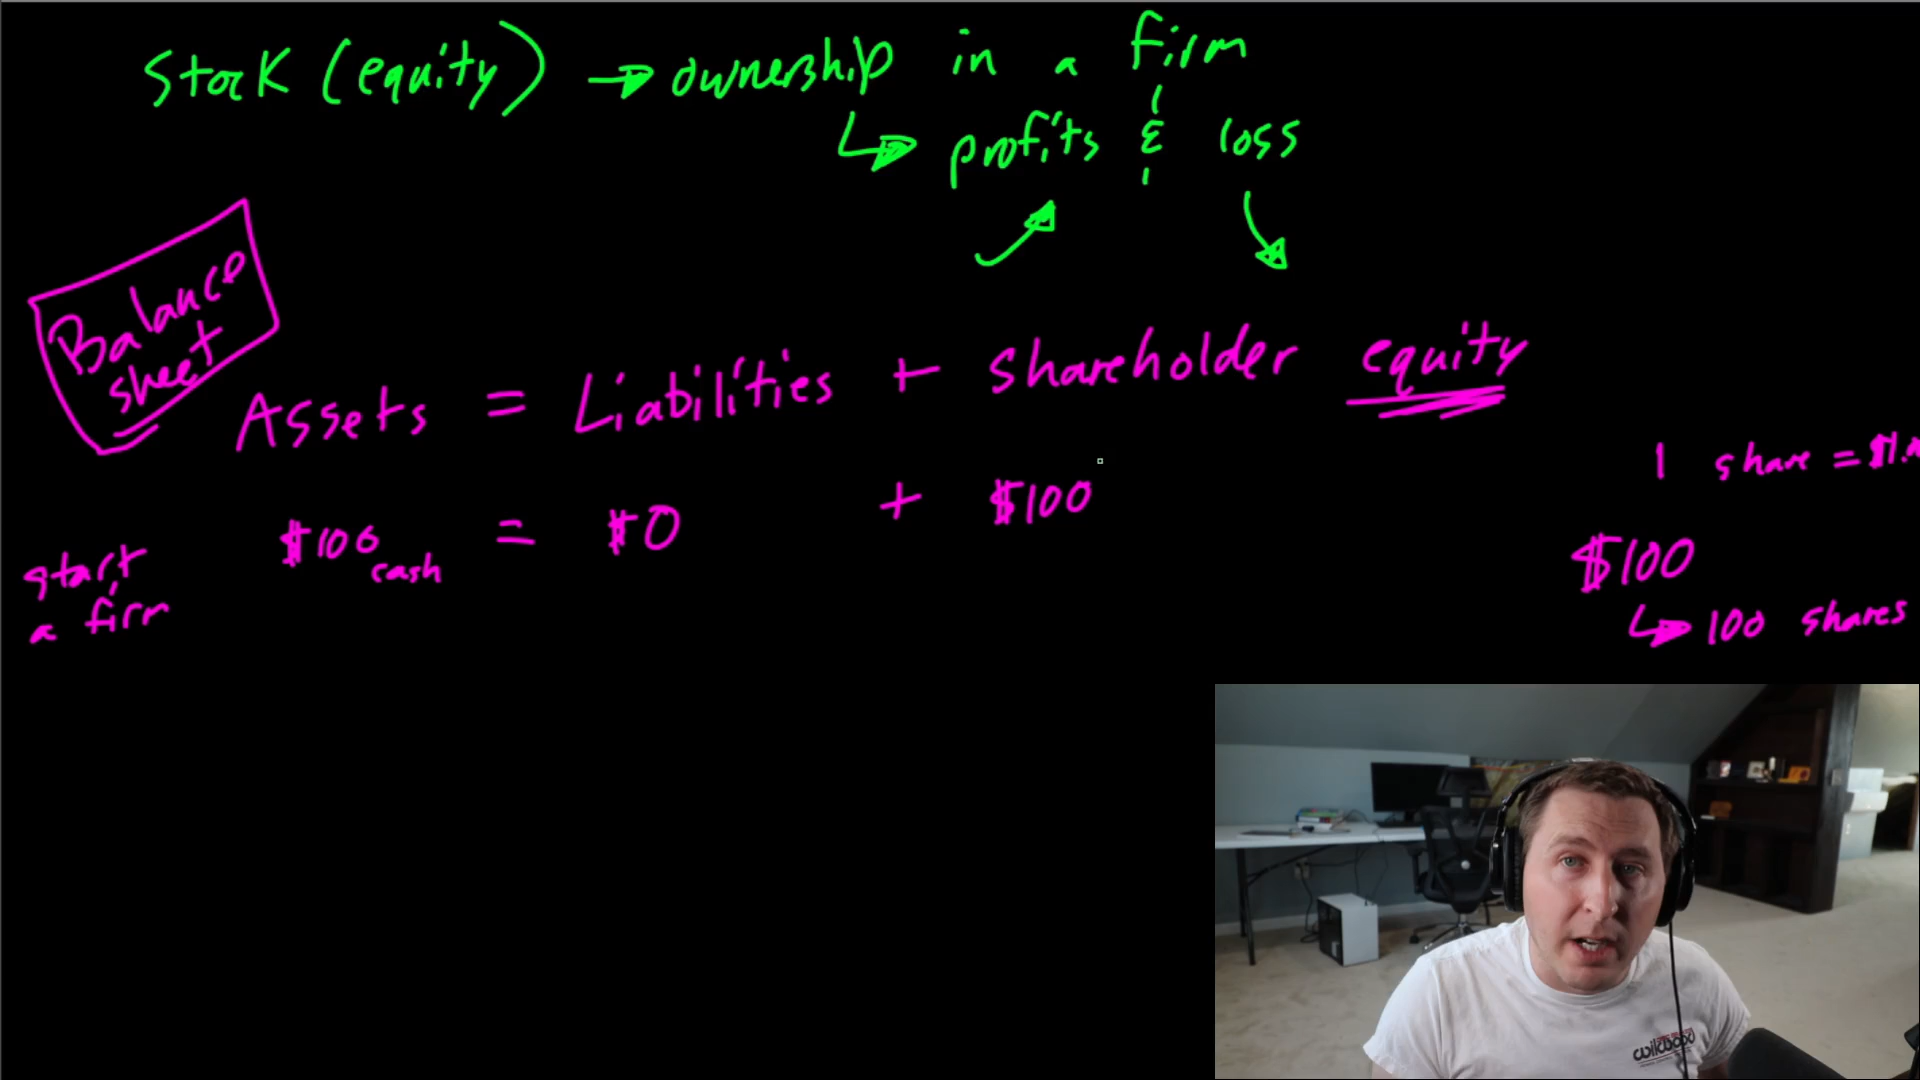 Stock (equity) → ownership in a firm
↳ profits & loss
Balance
sheet
Assets = Liabilities + shareholder equity
1 share =
start
a firm
$100 cash = $0 + $100
$100
↳ 100 shares